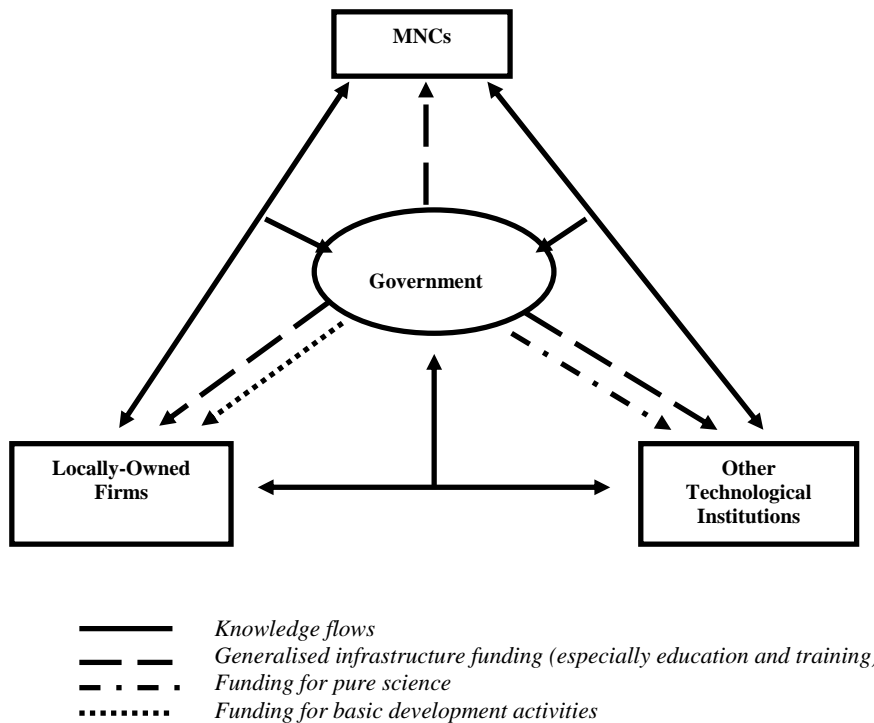 MNCs
Government
Locally-Owned
Firms
Other
Technological
Institutions
Knowledge flows
Generalised infrastructure funding (especially education and training)
Funding for pure science
Funding for basic development activities